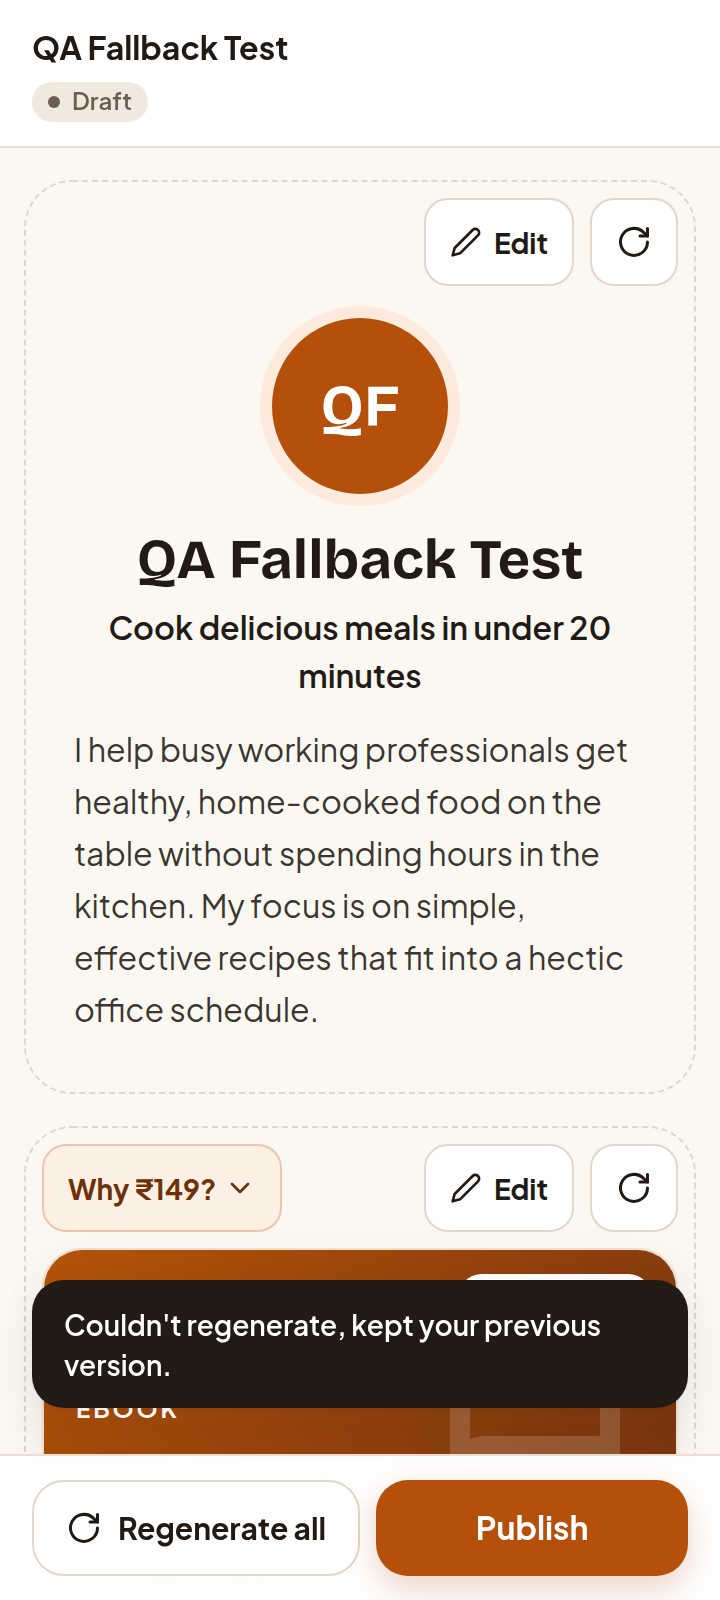 QA Fallback Test
Draft
Edit
QF
QA Fallback Test
Cook delicious meals in under 20
minutes
I help busy working professionals get
healthy, home-cooked food on the
table without spending hours in the
kitchen. My focus is on simple,
effective recipes that fit into a hectic
office schedule.
Why ₹149?
Edit
Couldn't regenerate, kept your previous
version.
EBOOK
Regenerate all
Publish